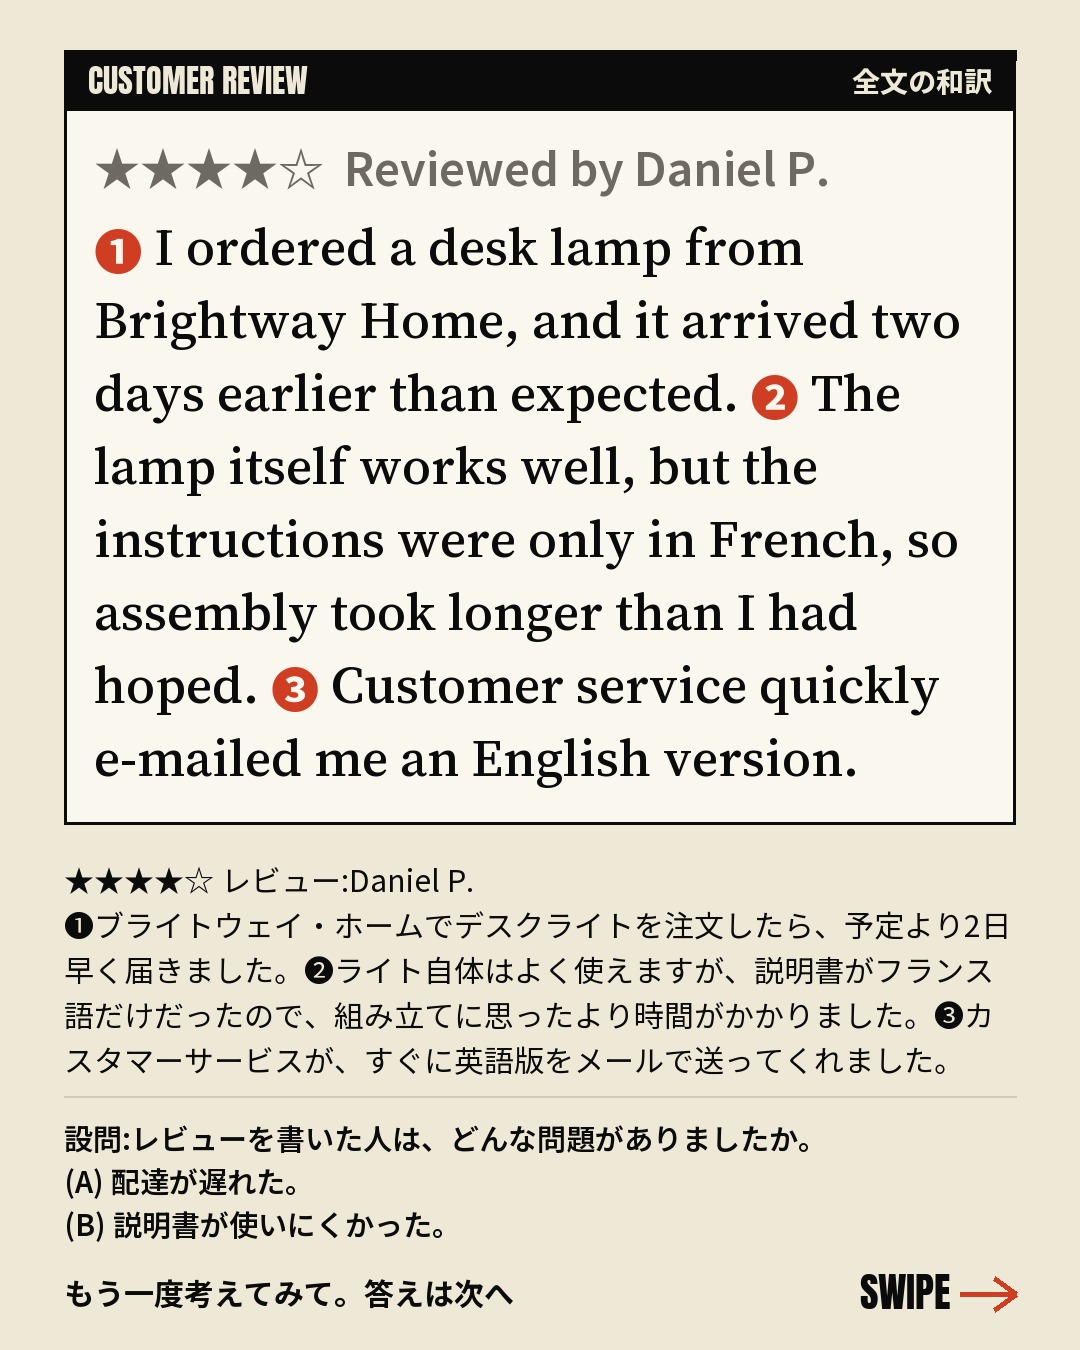 CUSTOMER REVIEW 全文の和訳
★★★★☆ Reviewed by Daniel P.
❶ I ordered a desk lamp from
Brightway Home, and it arrived two
days earlier than expected. ❷ The
lamp itself works well, but the
instructions were only in French, so
assembly took longer than I had
hoped. ❸ Customer service quickly
e-mailed me an English version.
★★★★☆ レビュー:Daniel P.
❶ブライトウェイ・ホームでデスクライトを注文したら、予定より2日
早く届きました。❷ライト自体はよく使えますが、説明書がフランス
語だけだったので、組み立てに思ったより時間がかかりました。❸カ
スタマーサービスが、すぐに英語版をメールで送ってくれました。
設問:レビューを書いた人は、どんな問題がありましたか。
(A) 配達が遅れた。
(B) 説明書が使いにくかった。
もう一度考えてみて。答えは次へ
SWIPE →